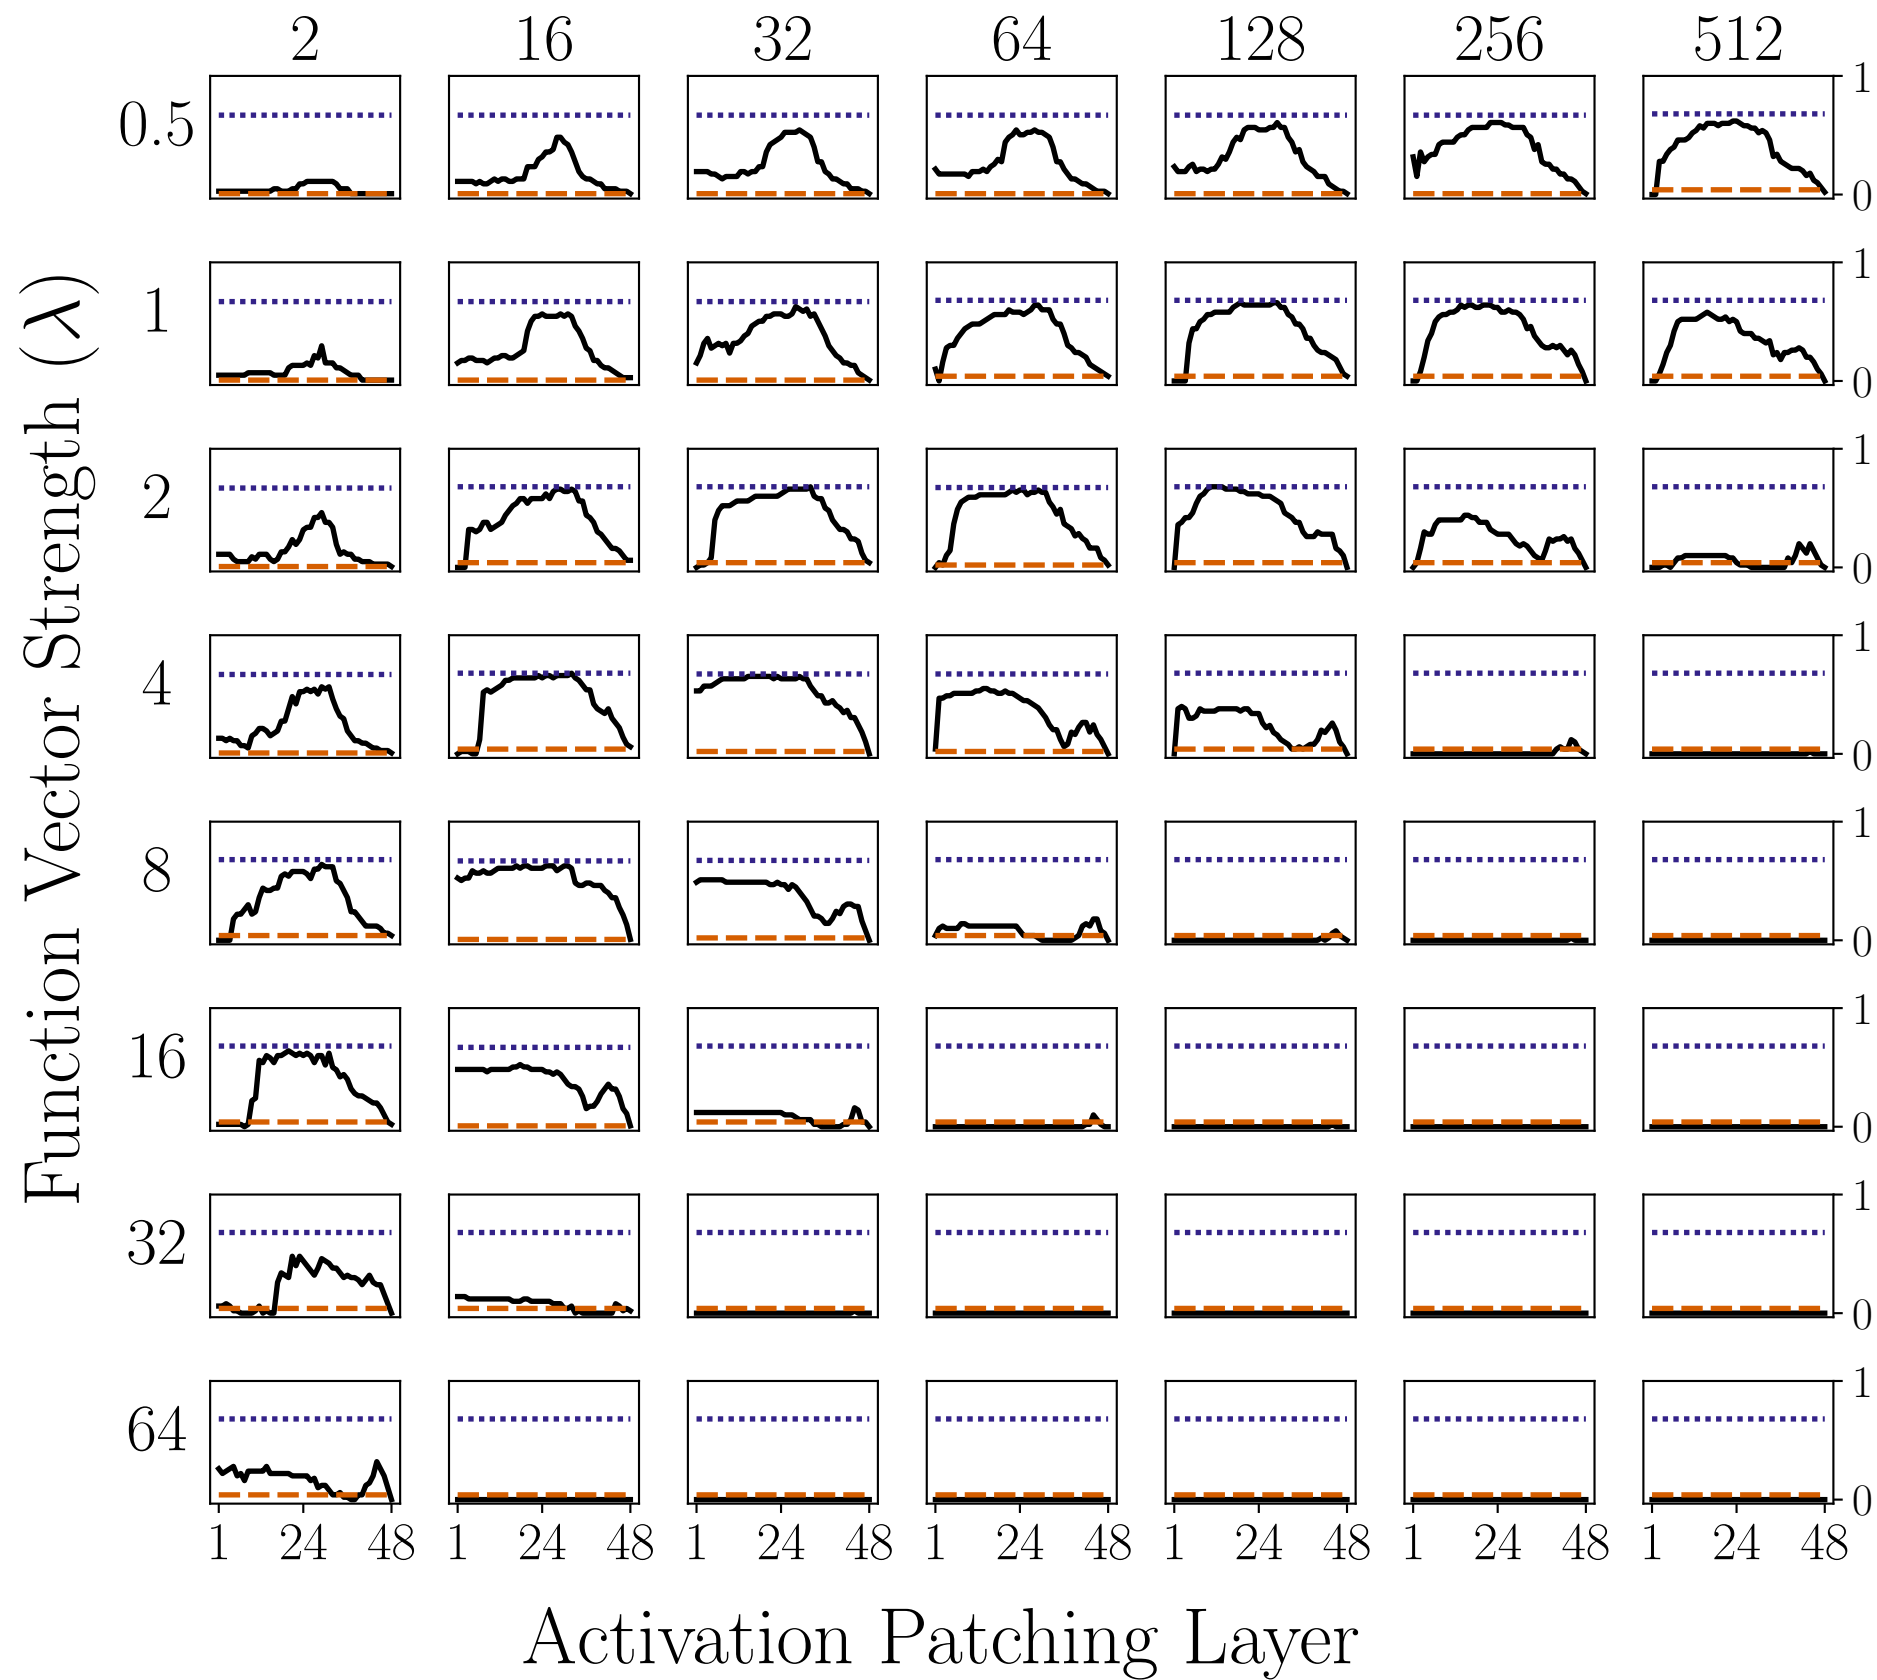 2 16 32 64 128 256 512
0.5 1 0
1 1 0
2 1 0
4 1 0
8 1 0
16 1 0
32 1 0
64 1 0
1 24 48 1 24 48 1 24 48 1 24 48 1 24 48 1 24 48 1 24 48
Function Vector Strength (λ)
Activation Patching Layer